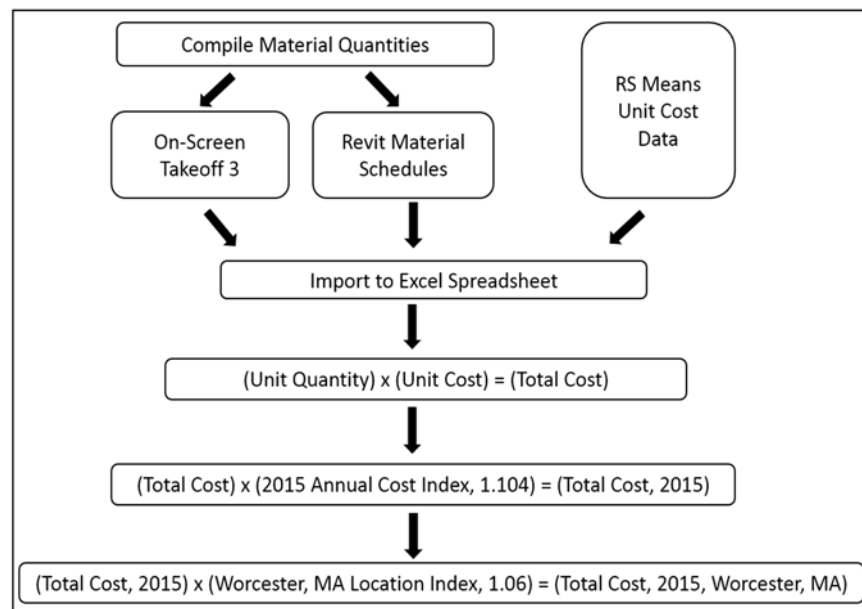 Compile Material Quantities
On-Screen
Takeoff 3
Revit Material
Schedules
RS Means
Unit Cost
Data
Import to Excel Spreadsheet
(Unit Quantity) x (Unit Cost) = (Total Cost)
(Total Cost) x (2015 Annual Cost Index, 1.104) = (Total Cost, 2015)
(Total Cost, 2015) x (Worcester, MA Location Index, 1.06) = (Total Cost, 2015, Worcester, MA)